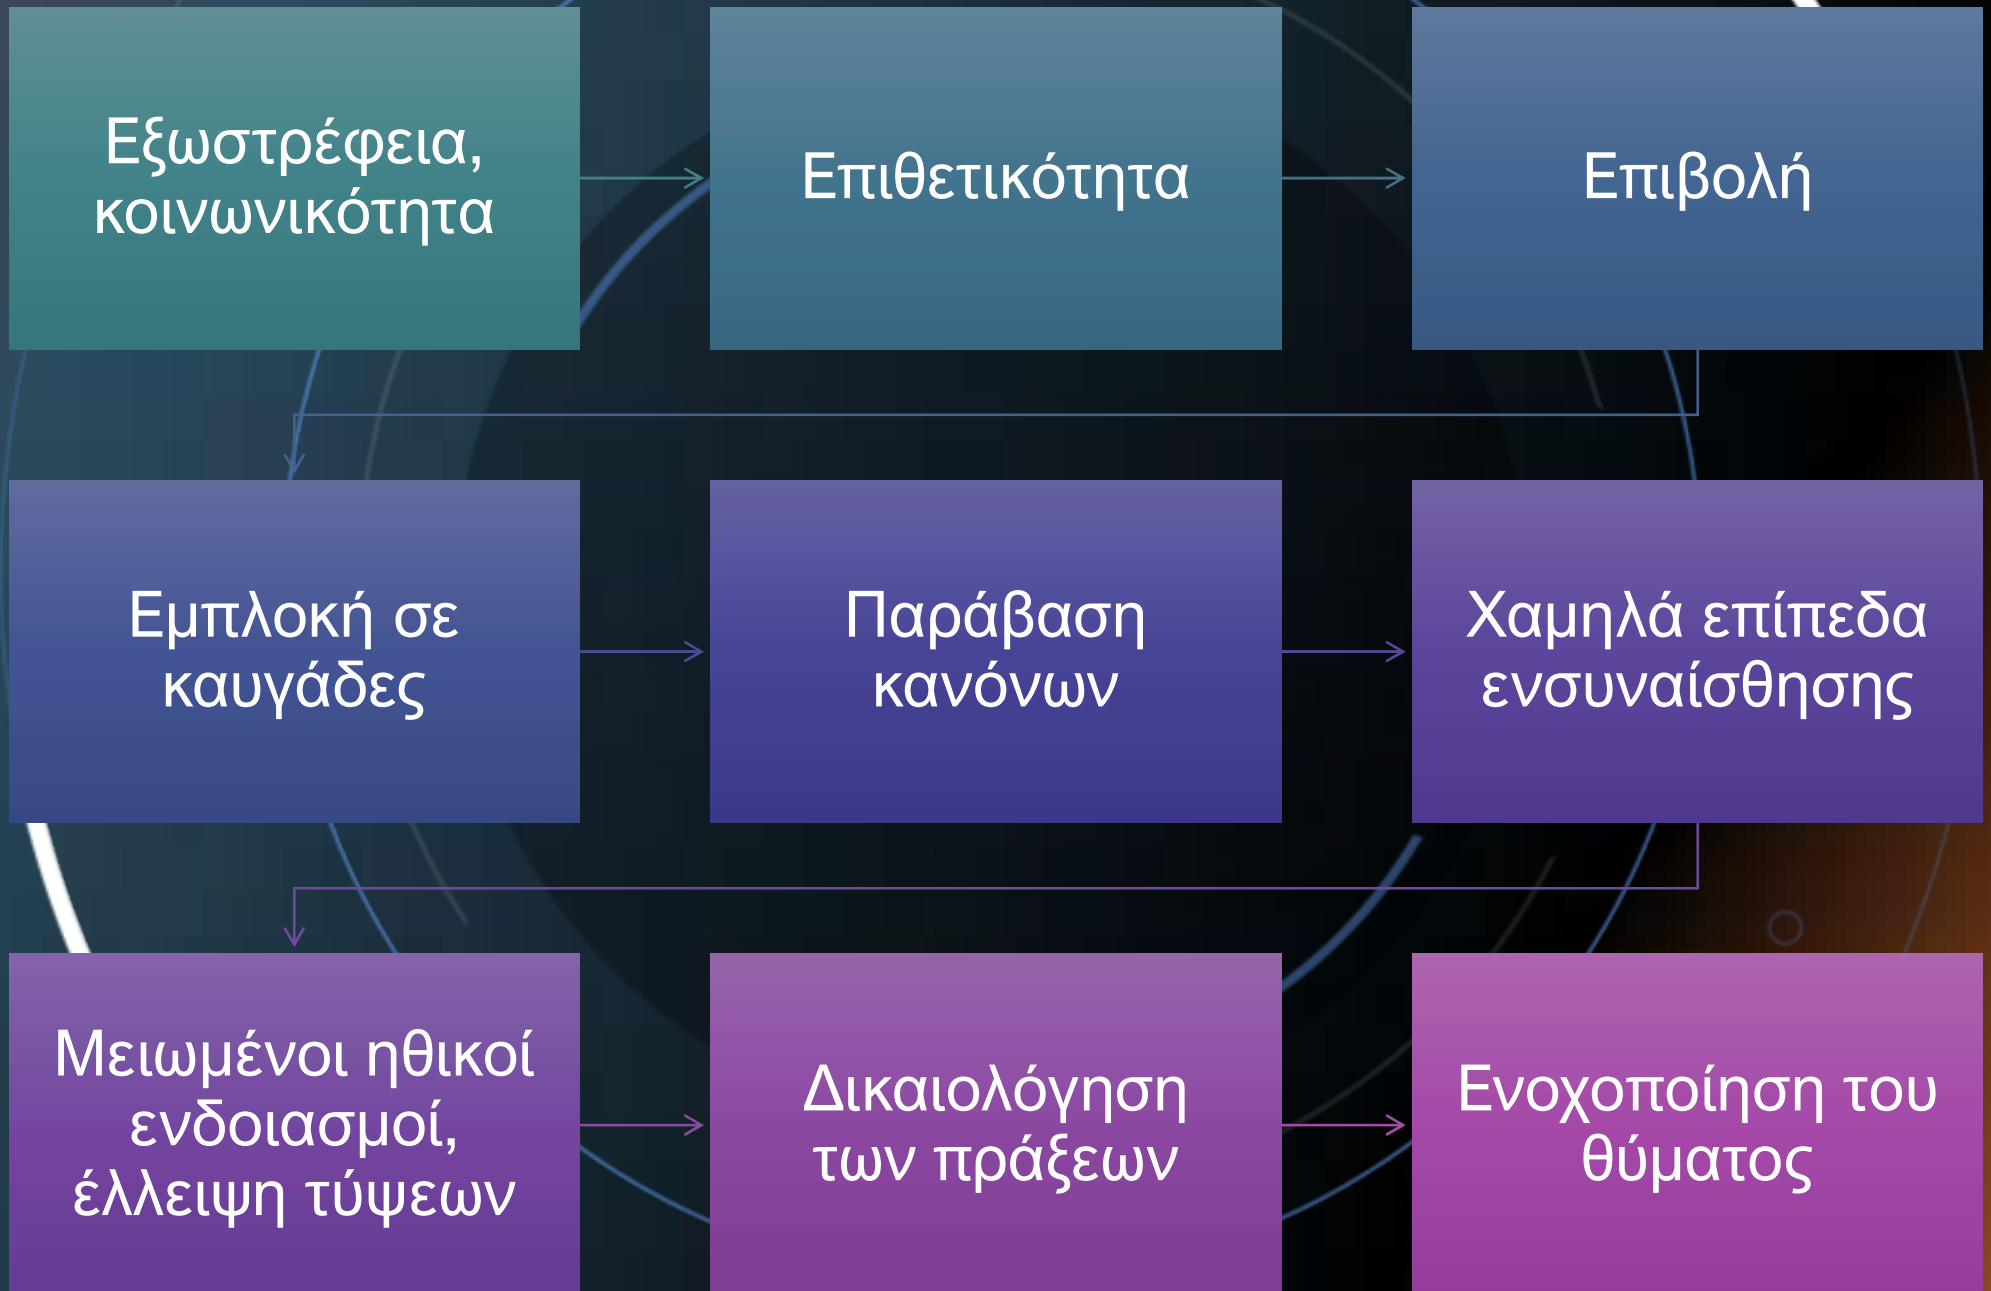 Εξωστρέφεια,
κοινωνικότητα
Επιθετικότητα
Επιβολή
Εμπλοκή σε
καυγάδες
Παράβαση
κανόνων
Χαμηλά επίπεδα
ενσυναίσθησης
Μειωμένοι ηθικοί
ενδοιασμοί,
έλλειψη τύψεων
Δικαιολόγηση
των πράξεων
Ενοχοποίηση του
θύματος